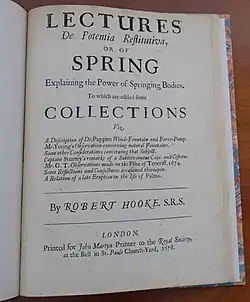 LECTURES
De Potentia Restitutiva,
OR OF
SPRING
Explaining the Power of Springing Bodies.
To which are added some
COLLECTIONS
Viz.
A Description of Dr. Pappins Wind-Fountain and Force-Pump.
Mr. Young's Observation concerning natural Fountains.
Some other Considerations concerning that Subject.
Captain Sturmy's remarks of a Subterraneous Cave and Cistern.
Mr. G. T. Observations made on the Pike of Teneriff, 1674.
Some Reflections and Conjectures occasioned thereupon.
A Relation of a late Eruption in the Isle of Palma.
By ROBERT HOOKE. S.R.S.
LONDON,
Printed for John Martyn Printer to the Royal Society,
at the Bell in St. Pauls Church-Yard, 1678.